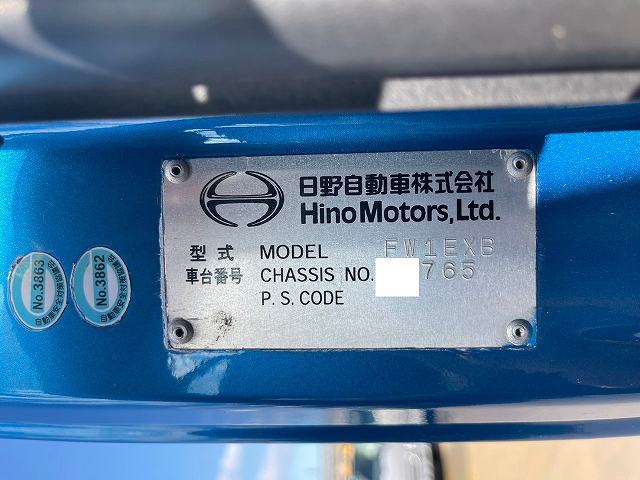 日野自動車株式会社
Hino Motors, Ltd.
型式 MODEL FW1EXB
車台番号 CHASSIS NO. 765
P.S.CODE
No.3863
No.3862